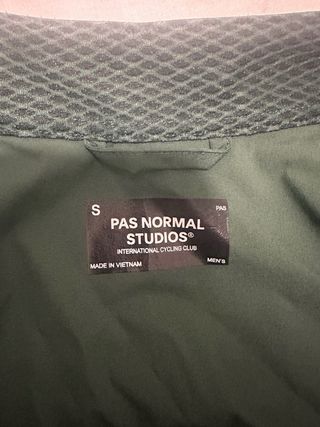 S PAS
PAS NORMAL
STUDIOS®
INTERNATIONAL CYCLING CLUB
MADE IN VIETNAM MEN'S